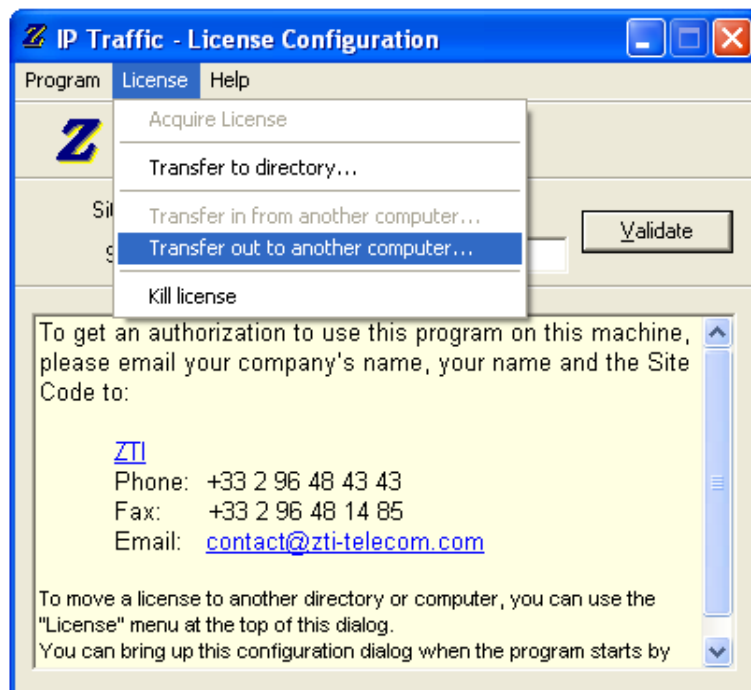 IP Traffic - License Configuration
Program License Help
Acquire License
Transfer to directory...
Transfer in from another computer...
Transfer out to another computer...
Kill license
Sit
S
Validate
To get an authorization to use this program on this machine,
please email your company's name, your name and the Site
Code to:
ZTI
Phone: +33 2 96 48 43 43
Fax: +33 2 96 48 14 85
Email: contact@zti-telecom.com
To move a license to another directory or computer, you can use the
"License" menu at the top of this dialog.
You can bring up this configuration dialog when the program starts by